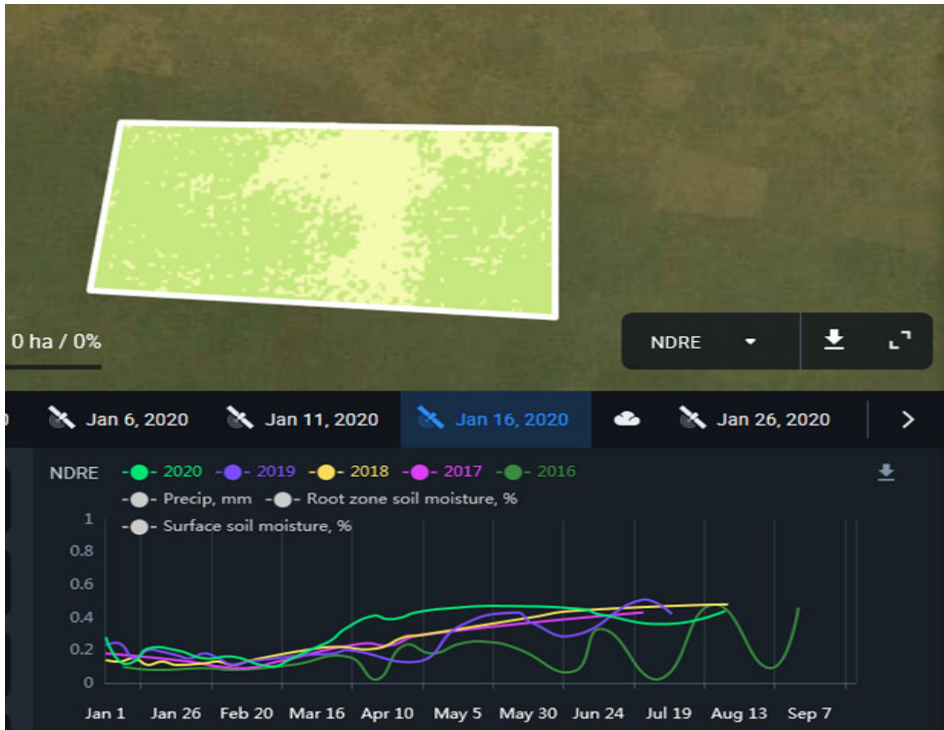 0 ha / 0%
NDRE
Jan 6, 2020 Jan 11, 2020 Jan 16, 2020 Jan 26, 2020
NDRE 2020 2019 2018 2017 2016
Precip, mm Root zone soil moisture, %
Surface soil moisture, %
1
0.8
0.6
0.4
0.2
0
Jan 1 Jan 26 Feb 20 Mar 16 Apr 10 May 5 May 30 Jun 24 Jul 19 Aug 13 Sep 7